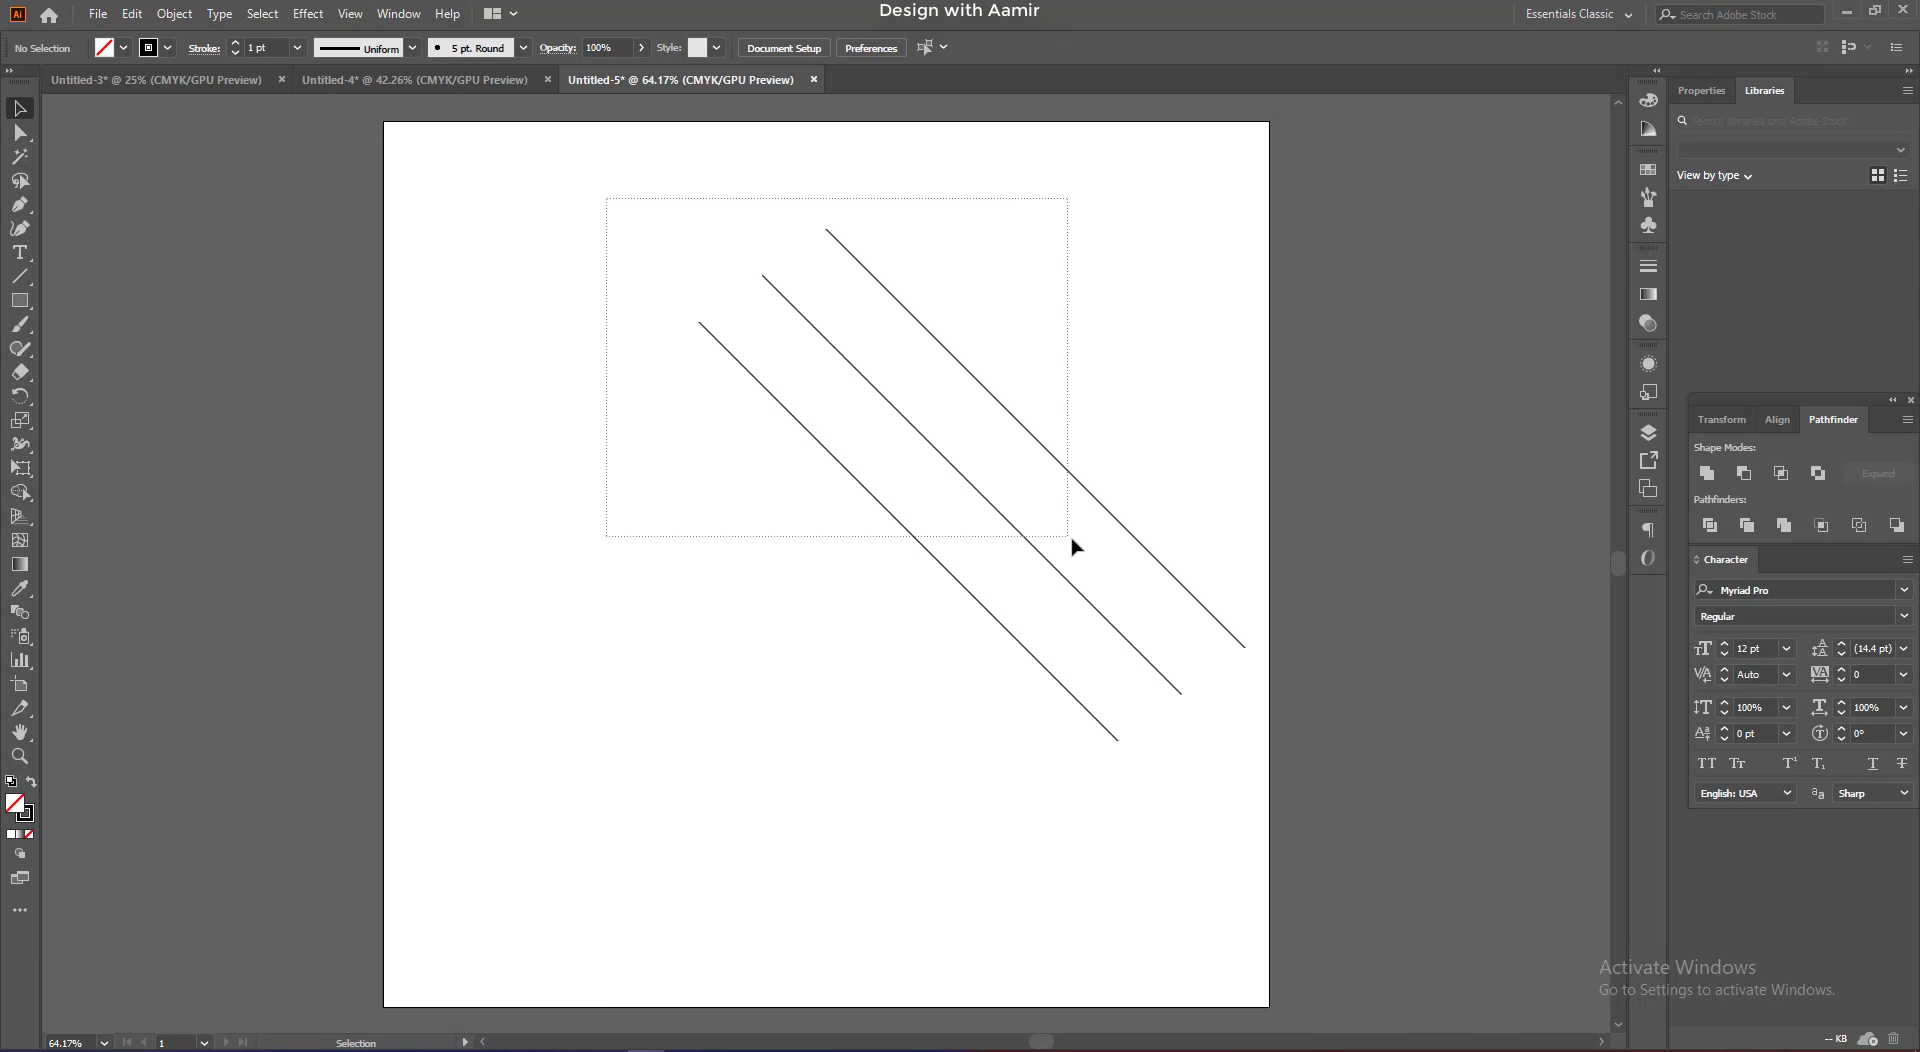 Design with Aamir
Ai File Edit Object Type Select Effect View Window Help
Essentials Classic
Search Adobe Stock
No Selection
Stroke: 1 pt
Uniform
5 pt. Round
Opacity: 100%
Style:
Document Setup
Preferences
Untitled-3* @ 25% (CMYK/GPU Preview)
Untitled-4* @ 42.26% (CMYK/GPU Preview)
Untitled-5* @ 64.17% (CMYK/GPU Preview)
Properties
Libraries
Search libraries and Adobe Stock
View by type
Transform
Align
Pathfinder
Shape Modes:
Expand
Pathfinders:
Character
Myriad Pro
Regular
12 pt
(14.4 pt)
Auto
0
100%
100%
0 pt
0°
English: USA
Sharp
Activate Windows
Go to Settings to activate Windows.
64.17%
1
Selection
-- KB